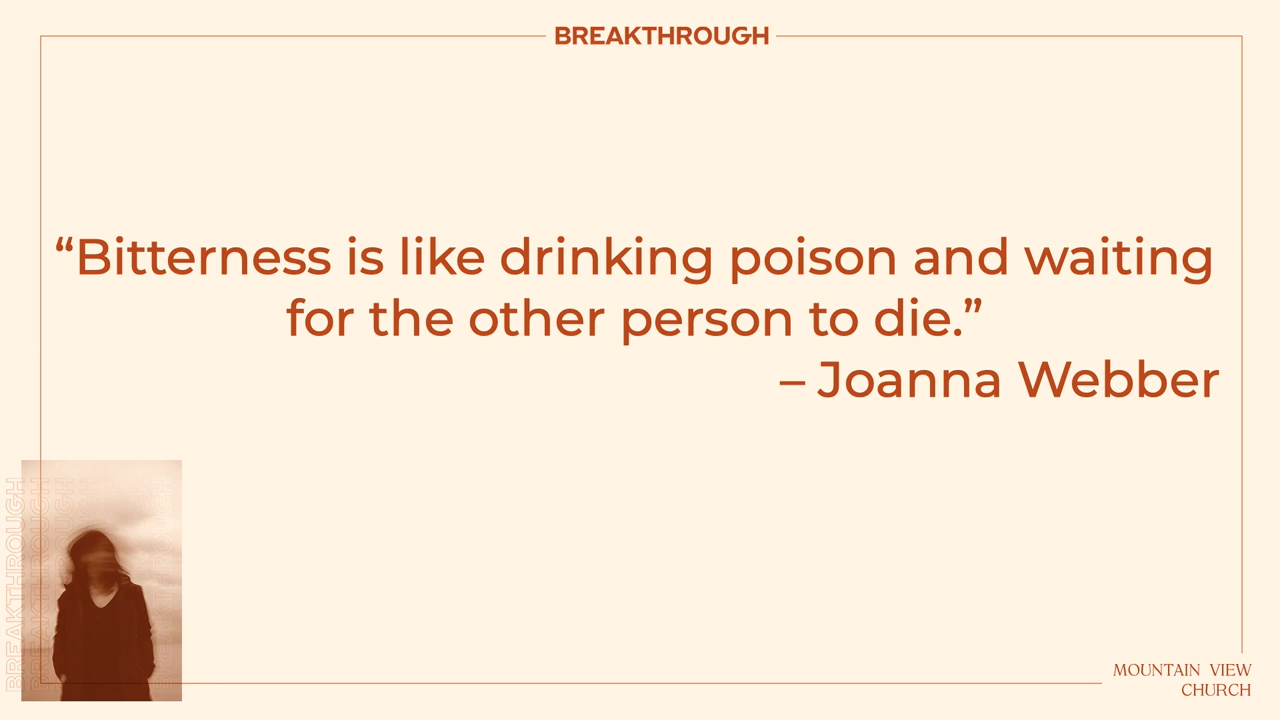 BREAKTHROUGH
“Bitterness is like drinking poison and waiting
for the other person to die.”
– Joanna Webber
BREAKTHROUGH
BREAKTHROUGH
MOUNTAIN VIEW
CHURCH